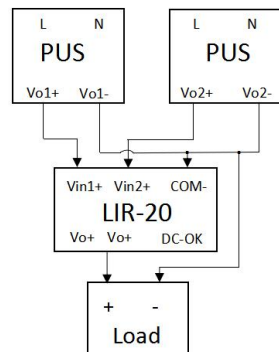 L N L N
PUS PUS
Vo1+ Vo1- Vo2+ Vo2-
Vin1+ Vin2+ COM-
LIR-20
Vo+ Vo+ DC-OK
+ -
Load